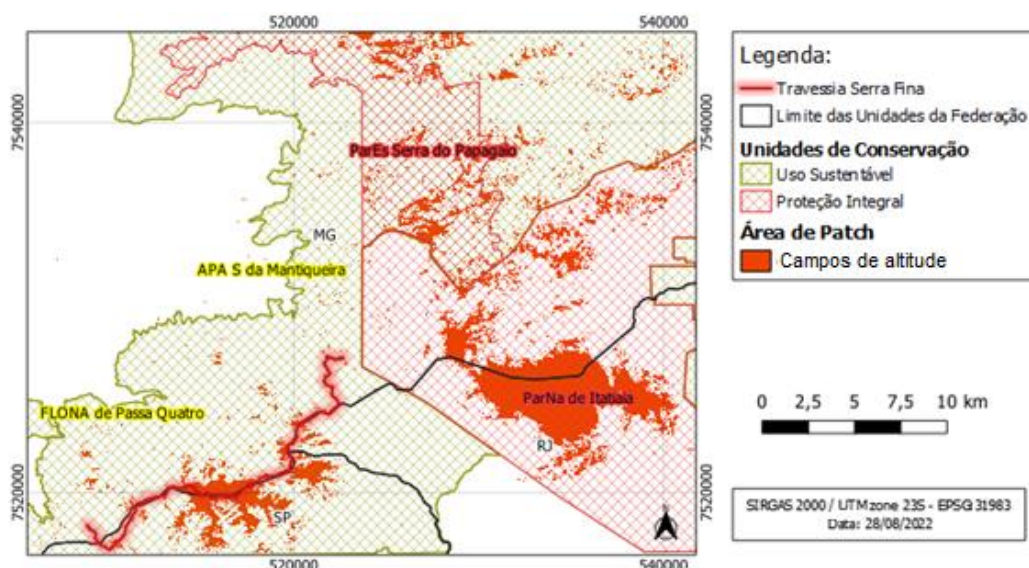 520000
540000
7540000
7540000
ParEs Serra do Papagaio
MG
APA S da Mantiqueira
FLONA de Passa Quatro
ParNa de Itatiaia
RJ
SP
7520000
7520000
520000
540000
Legenda:
Travessia Serra Fina
Limite das Unidades da Federação
Unidades de Conservação
Uso Sustentável
Proteção Integral
Área de Patch
Campos de altitude
0 2,5 5 7,5 10 km
SIRGAS 2000 / UTM zone 23S - EPSG 31983
Data: 28/08/2022